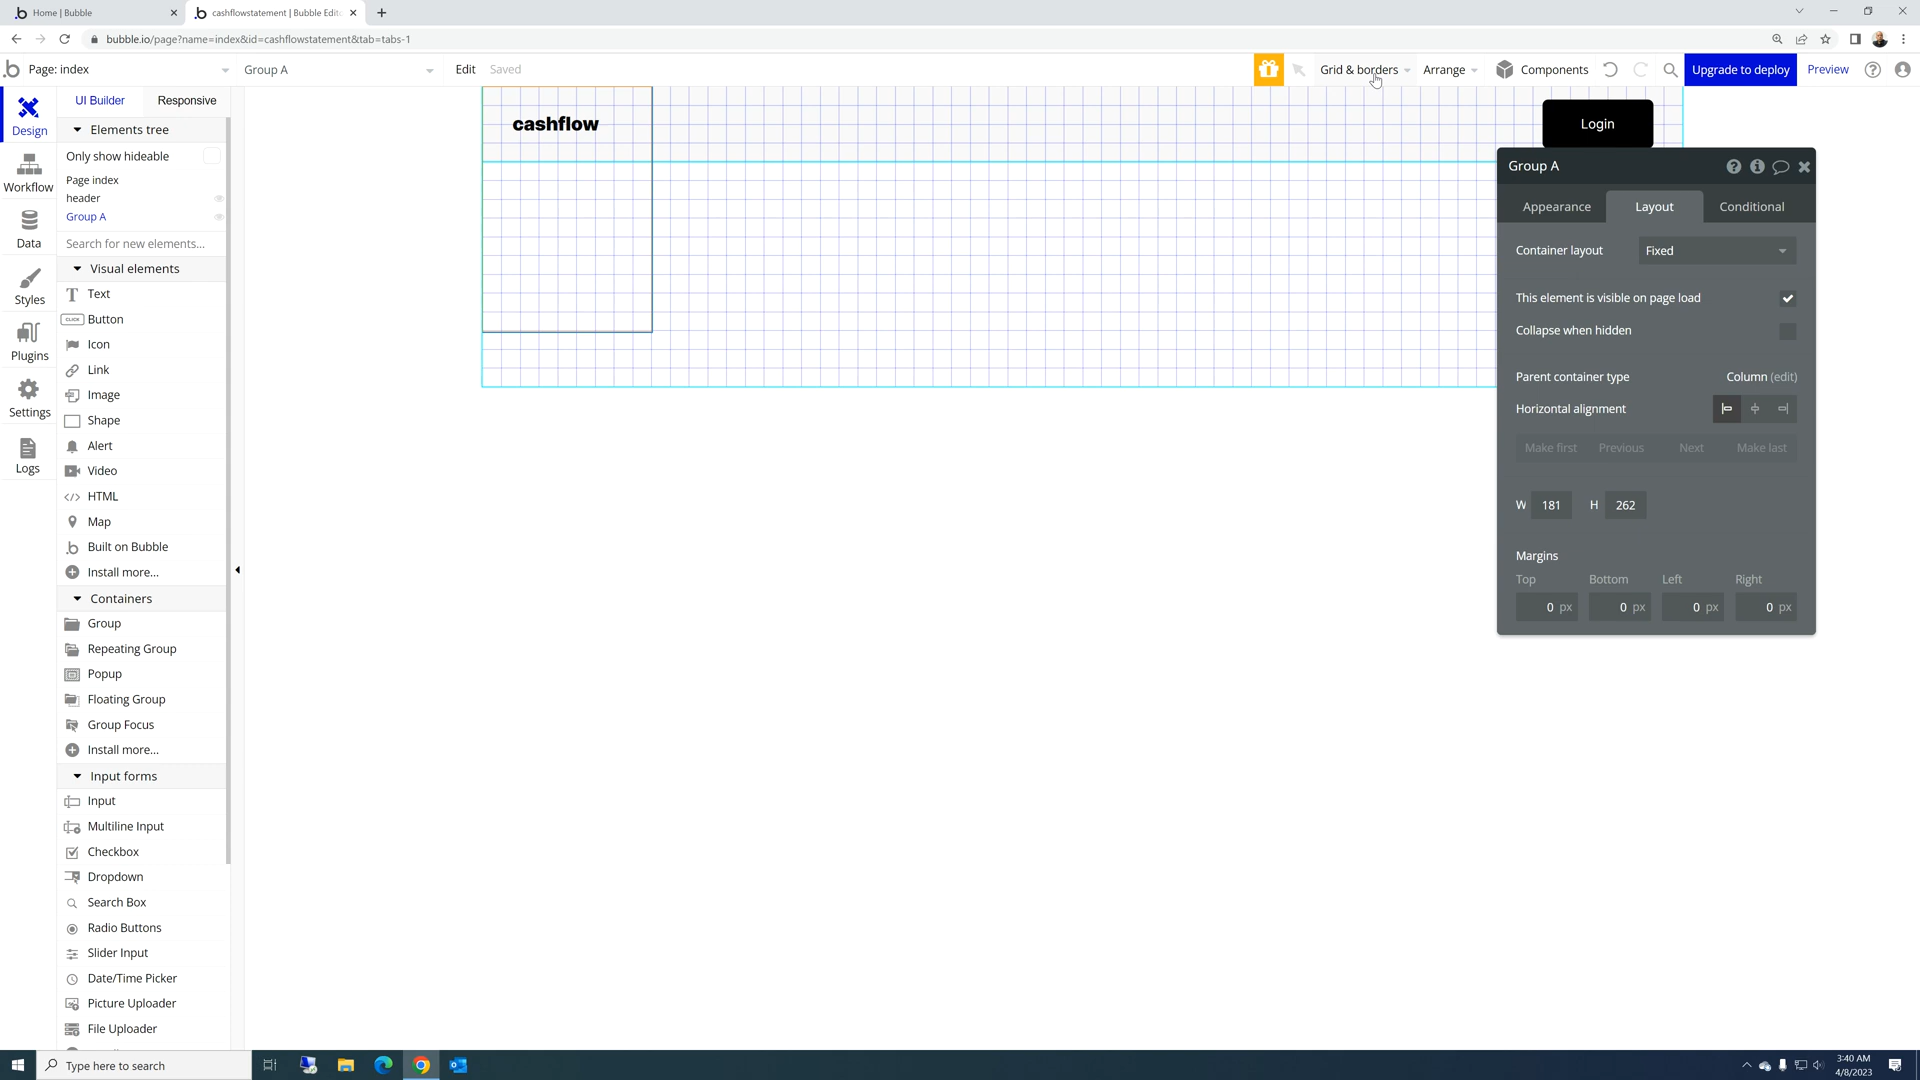 Home | Bubble
cashflowstatement | Bubble Edit
bubble.io/page?name=index&id=cashflowstatement&tab=tabs-1
Page: index
Group A
Edit
Saved
Grid & borders
Arrange
Components
Upgrade to deploy
Preview
Design
Workflow
Data
Styles
Plugins
Settings
Logs
UI Builder
Responsive
Elements tree
Only show hideable
Page index
header
Group A
Search for new elements...
Visual elements
Text
CLICK
Button
Icon
Link
Image
Shape
Alert
Video
HTML
Map
Built on Bubble
Install more...
Containers
Group
Repeating Group
Popup
Floating Group
Group Focus
Install more...
Input forms
Input
Multiline Input
Checkbox
Dropdown
Search Box
Radio Buttons
Slider Input
Date/Time Picker
Picture Uploader
File Uploader
cashflow
Login
Group A
Appearance
Layout
Conditional
Container layout
Fixed
This element is visible on page load
Collapse when hidden
Parent container type
Column (edit)
Horizontal alignment
Make first
Previous
Next
Make last
W 181 H 262
Margins
Top Bottom Left Right
0 px 0 px 0 px 0 px
Type here to search
3:40 AM
4/8/2023